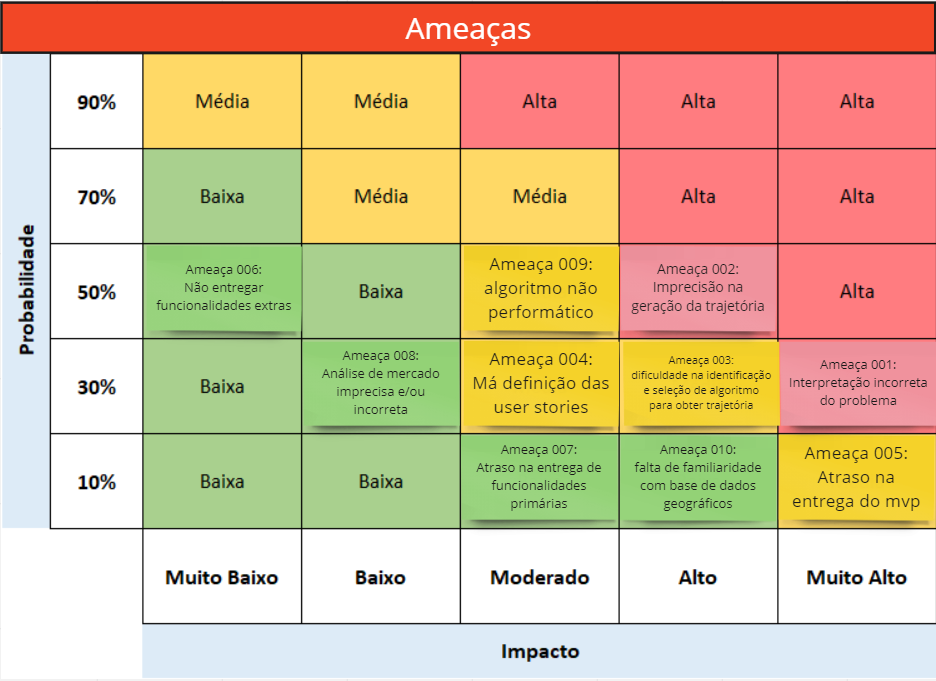 Ameaças
Probabilidade
90%
Média
Média
Alta
Alta
Alta
70%
Baixa
Média
Média
Alta
Alta
50%
Ameaça 006:
Não entregar
funcionalidades extras
Baixa
Ameaça 009:
algoritmo não
performático
Ameaça 002:
Imprecisão na
geração da trajetória
Alta
30%
Baixa
Ameaça 008:
Análise de mercado
imprecisa e/ou
incorreta
Ameaça 004:
Má definição das
user stories
Ameaça 003:
dificuldade na identificação
e seleção de algoritmo
para obter trajetória
Ameaça 001:
Interpretação incorreta
do problema
10%
Baixa
Baixa
Ameaça 007:
Atraso na entrega de
funcionalidades
primárias
Ameaça 010:
falta de familiaridade
com base de dados
geográficos
Ameaça 005:
Atraso na
entrega do mvp
Muito Baixo
Baixo
Moderado
Alto
Muito Alto
Impacto